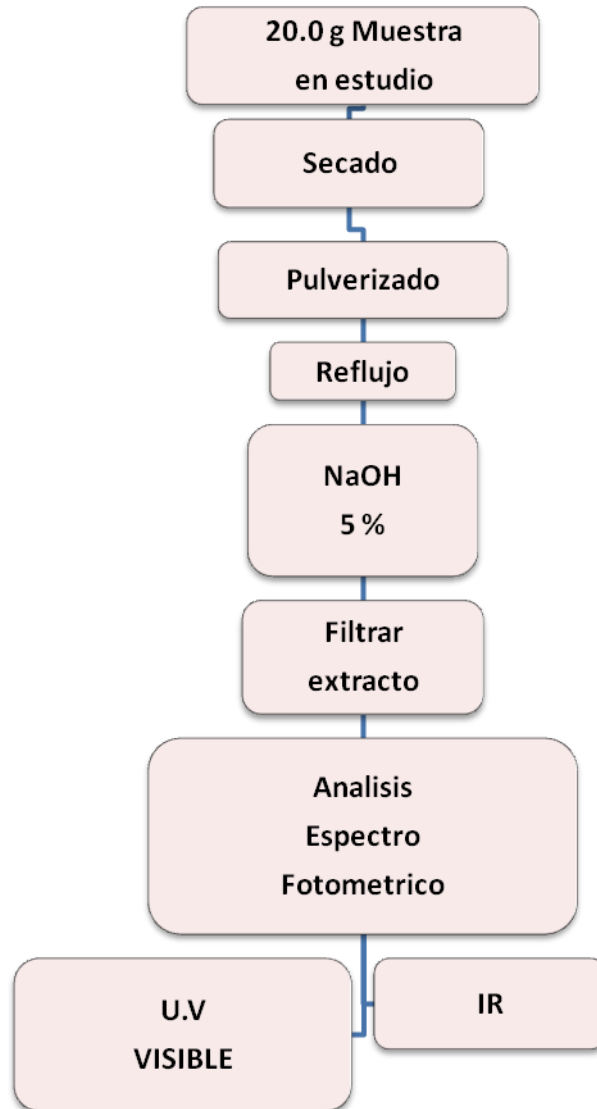 20.0 g Muestra
en estudio
Secado
Pulverizado
Reflujo
NaOH
5 %
Filtrar
extracto
Analisis
Espectro
Fotometrico
U.V
VISIBLE
IR